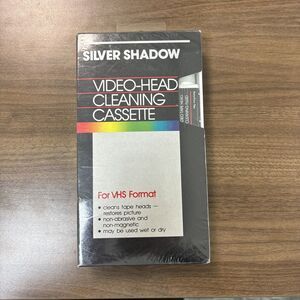 SILVER SHADOW
VIDEO-HEAD
CLEANING
CASSETTE
For VHS Format
• cleans tape heads —
restores picture
• non-abrasive and
non-magnetic
• may be used wet or dry